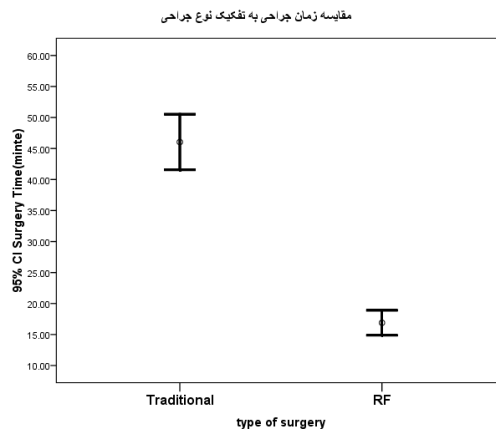 مقایسه زمان جراحی به تفکیک نوع جراحی
95% CI Surgery Time(minte)
60.00
55.00
50.00
45.00
40.00
35.00
30.00
25.00
20.00
15.00
10.00
Traditional
RF
type of surgery